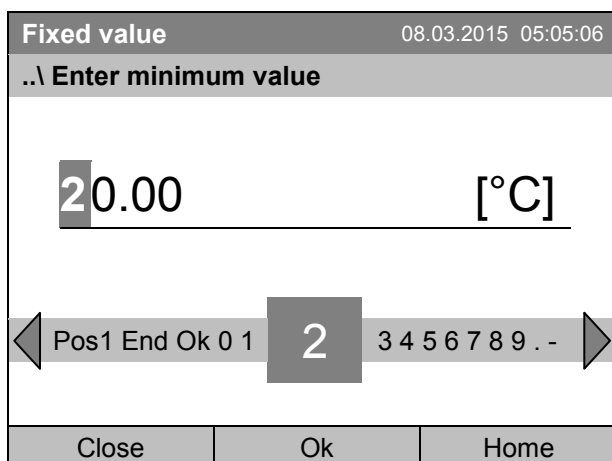 Fixed value 08.03.2015 05:05:06
..\ Enter minimum value
20.00 [°C]
Pos1 End Ok 0 1 2 3 4 5 6 7 8 9 . -
Close Ok Home